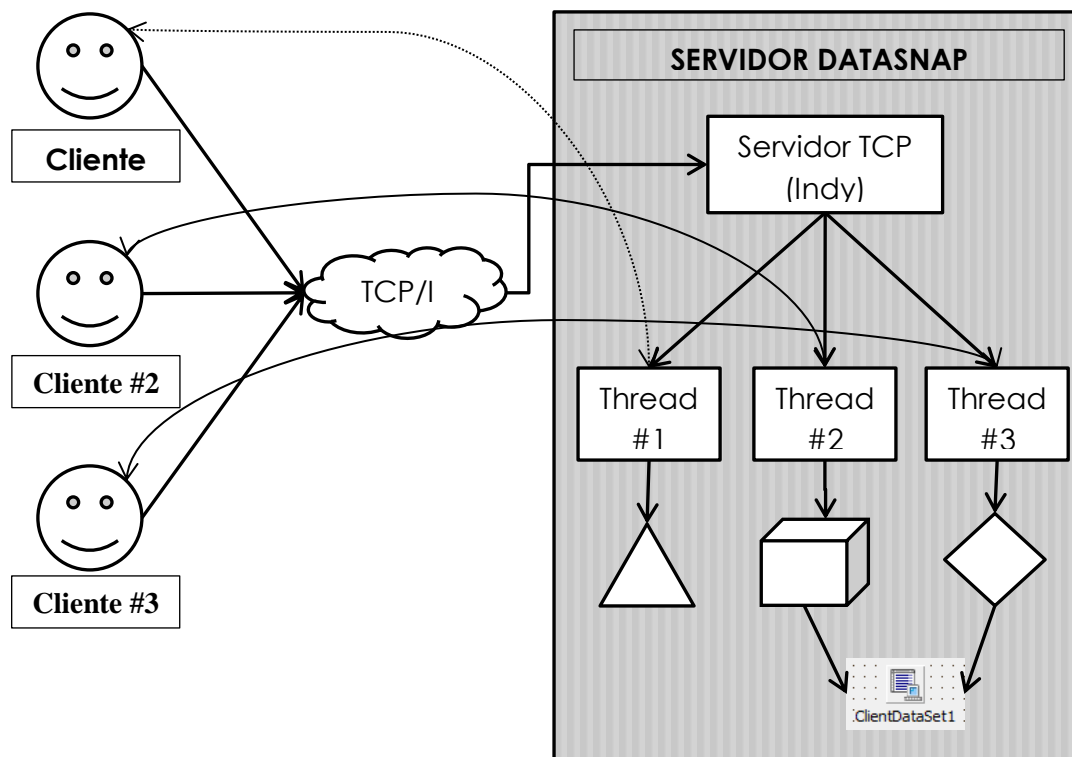 SERVIDOR DATASNAP
Cliente
Servidor TCP
(Indy)
Cliente #2
TCP/I
Thread
#1
Thread
#2
Thread
#3
Cliente #3
ClientDataSet1